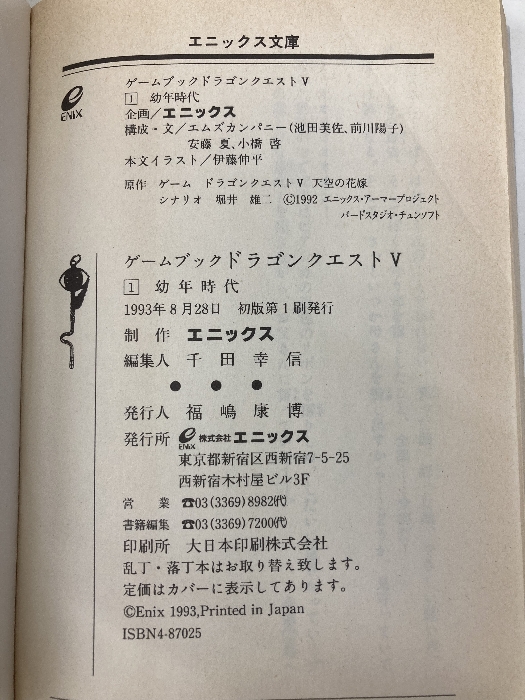 エニックス文庫
ENIX
ゲームブックドラゴンクエストⅤ
1 幼年時代
企画/エニックス
構成・文/エムズカンパニー(池田美佐、前川陽子)
安藤 夏、小橋 啓
本文イラスト/伊藤伸平
原作 ゲーム ドラゴンクエストⅤ 天空の花嫁
シナリオ 堀井 雄二 ©1992 エニックス・アーマープロジェクト
バードスタジオ・チュンソフト
ゲームブックドラゴンクエストⅤ
1 幼年時代
1993年8月28日 初版第1刷発行
制作 エニックス
編集人 千田幸信
● ● ●
発行人 福嶋康博
発行所 ENIX 株式会社エニックス
東京都新宿区西新宿7-5-25
西新宿木村屋ビル3F
営業 ☎03(3369)8982㈹
書籍編集 ☎03(3369)7200㈹
印刷所 大日本印刷株式会社
乱丁・落丁本はお取り替え致します。
定価はカバーに表示してあります。
©Enix 1993,Printed in Japan
ISBN4-87025